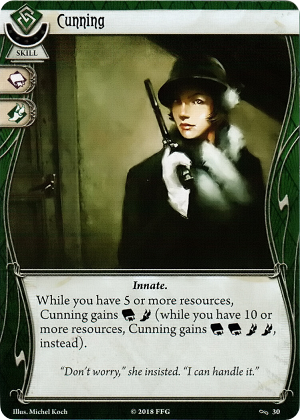 Cunning
SKILL
Innate.
While you have 5 or more resources,
Cunning gains (while you have 10 or
more resources, Cunning gains ,
instead).
“Don't worry,” she insisted. “I can handle it.”
Illus. Michel Koch
© 2018 FFG
30